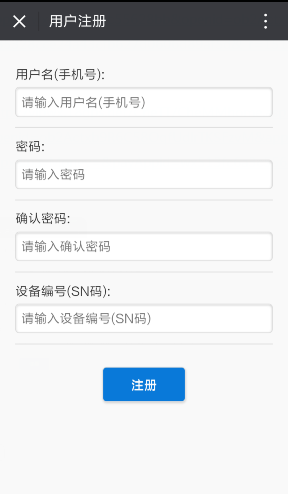 用户注册
用户名(手机号):
请输入用户名(手机号)
密码:
请输入密码
确认密码:
请输入确认密码
设备编号(SN码):
请输入设备编号(SN码)
注册